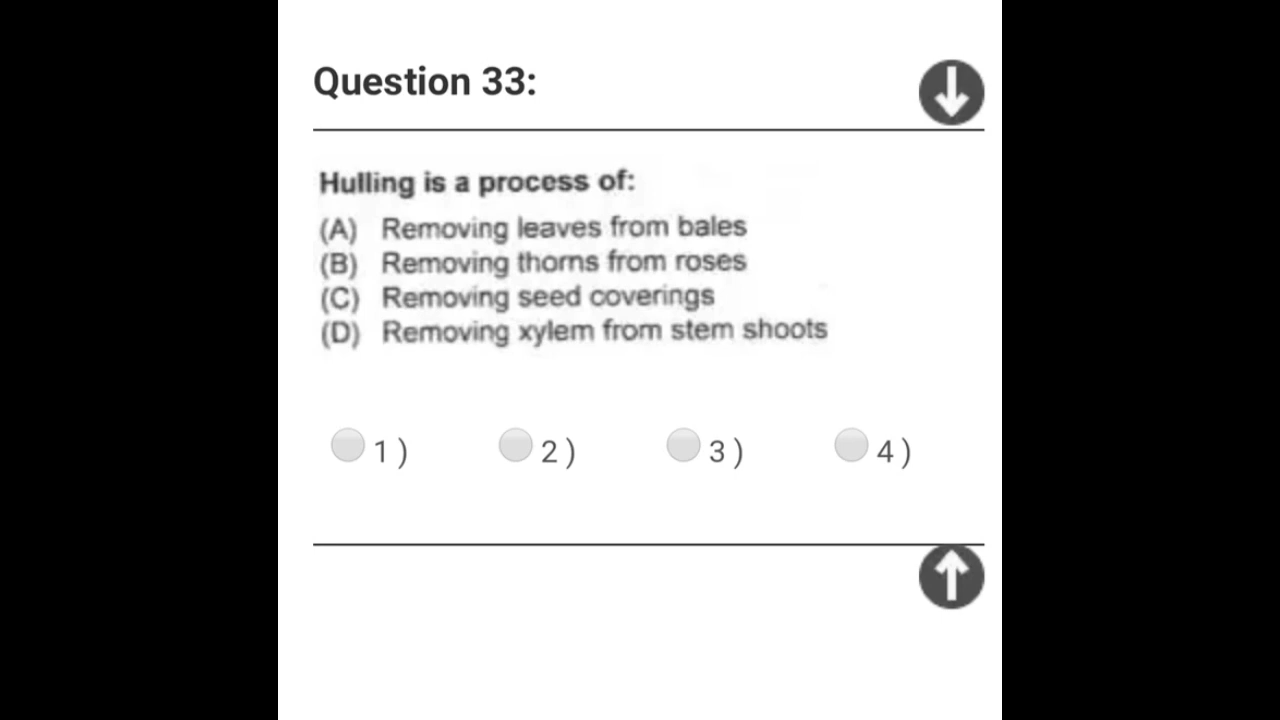 Question 33:
Hulling is a process of:
(A) Removing leaves from bales
(B) Removing thorns from roses
(C) Removing seed coverings
(D) Removing xylem from stem shoots
1 ) 2 ) 3 ) 4 )